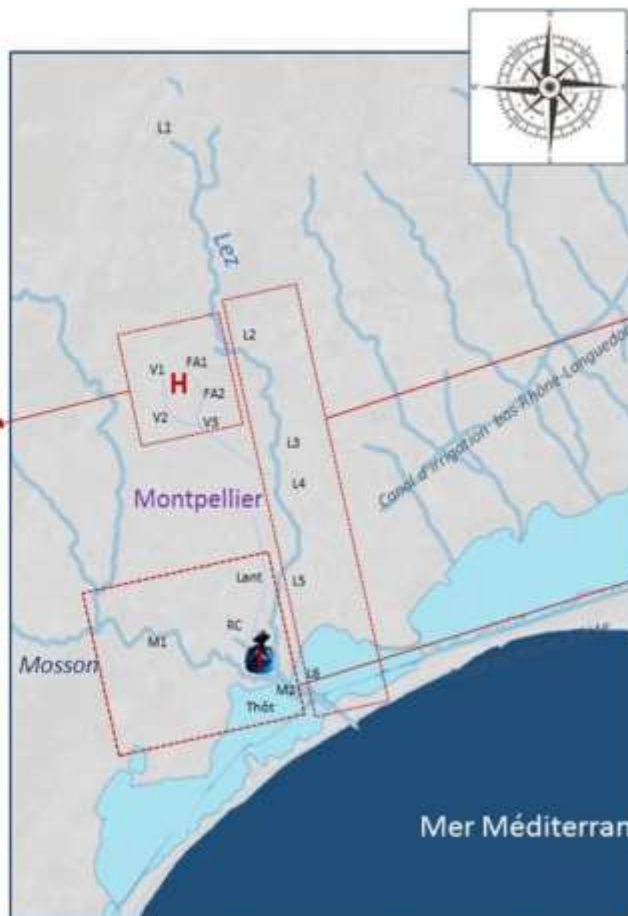 L1
Lez
L2
V1
FA1
H
FA2
V2
V3
L3
L4
Canal d'irrigation bas-Rhône-Languedoc
Montpellier
Lant
L5
RC
M1
Mosson
L6
M2
Thôt
Mer Méditerran